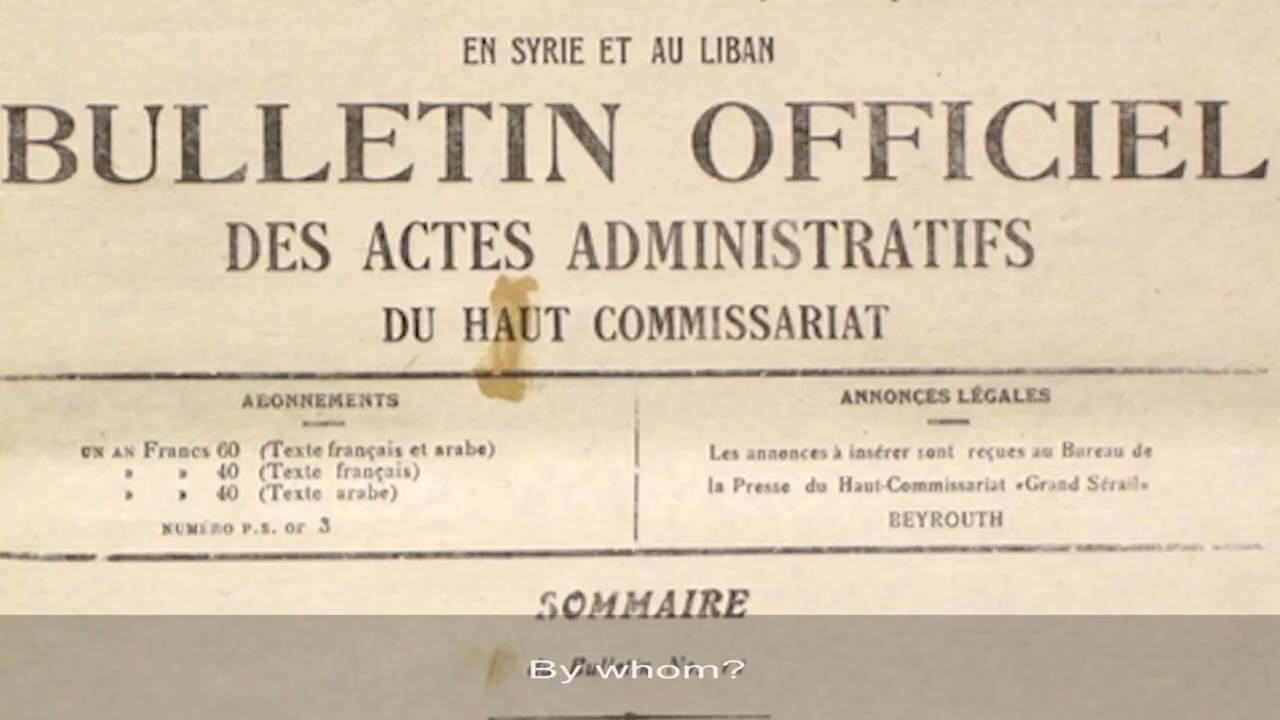 EN SYRIE ET AU LIBAN
BULLETIN OFFICIEL
DES ACTES ADMINISTRATIFS
DU HAUT COMMISSARIAT
ABONNEMENTS
UN AN Francs 60 (Texte français et arabe)
» » 40 (Texte français)
» » 40 (Texte arabe)
NUMÉRO P.S. OU 3
ANNONCES LÉGALES
Les annonces à insérer sont reçues au Bureau de
la Presse du Haut-Commissariat «Grand Sérail»
BEYROUTH
SOMMAIRE
Bulletin
By whom?